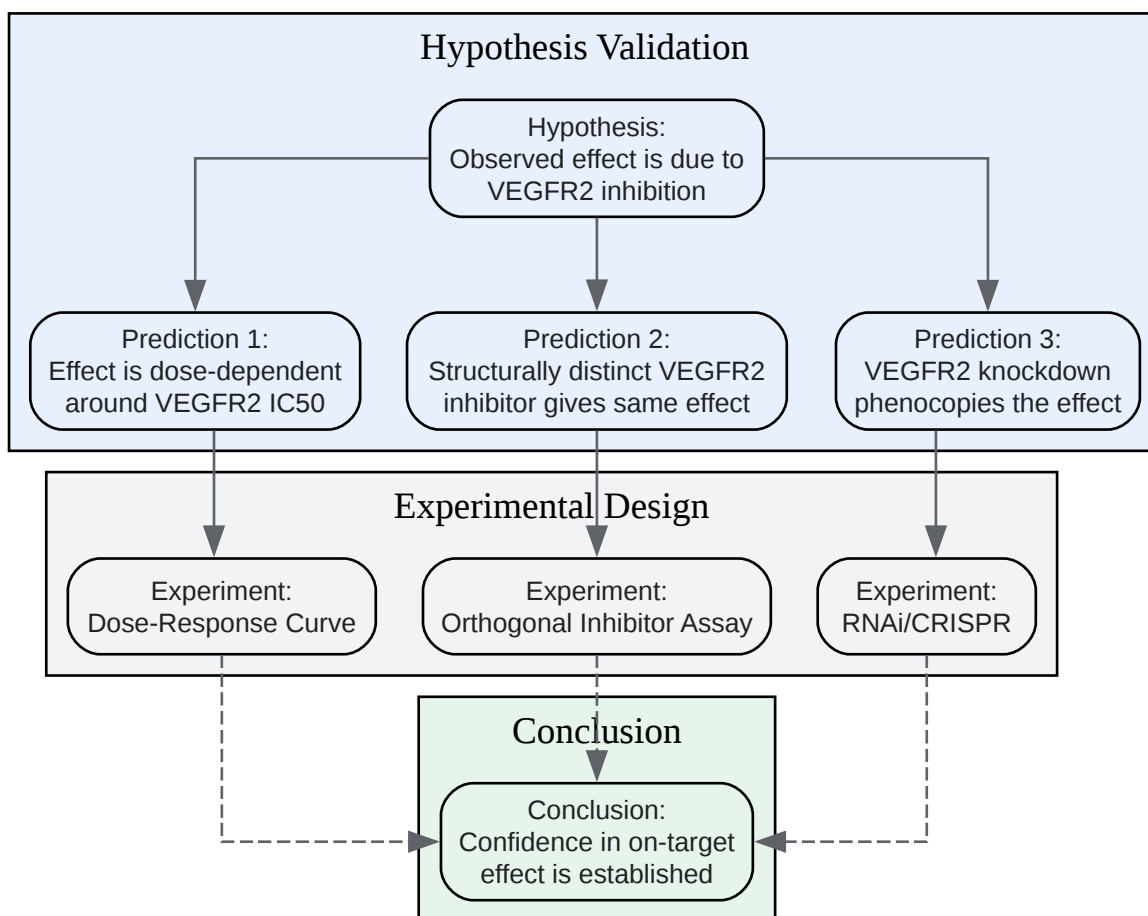 Hypothesis Validation
Hypothesis:
Observed effect is due to
VEGFR2 inhibition
Prediction 1:
Effect is dose-dependent
around VEGFR2 IC50
Prediction 2:
Structurally distinct VEGFR2
inhibitor gives same effect
Prediction 3:
VEGFR2 knockdown
phenocopies the effect
Experimental Design
Experiment:
Dose-Response Curve
Experiment:
Orthogonal Inhibitor Assay
Experiment:
RNAi/CRISPR
Conclusion
Conclusion:
Confidence in on-target
effect is established